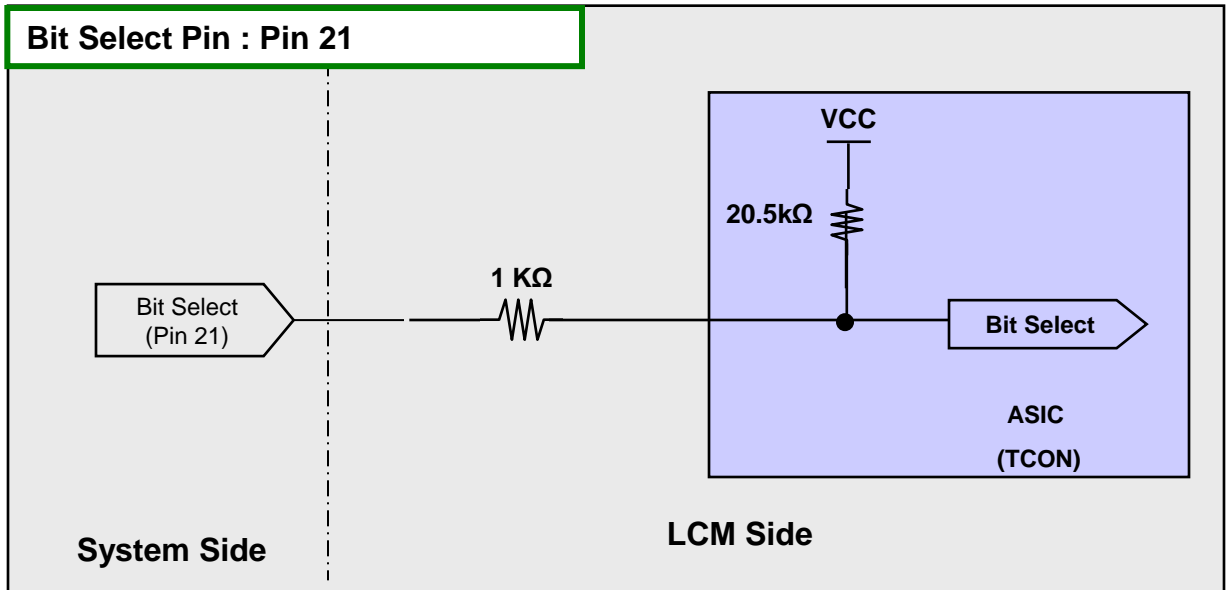 Bit Select Pin : Pin 21
VCC
20.5kΩ
1 KΩ
Bit Select
(Pin 21)
Bit Select
ASIC
(TCON)
System Side
LCM Side